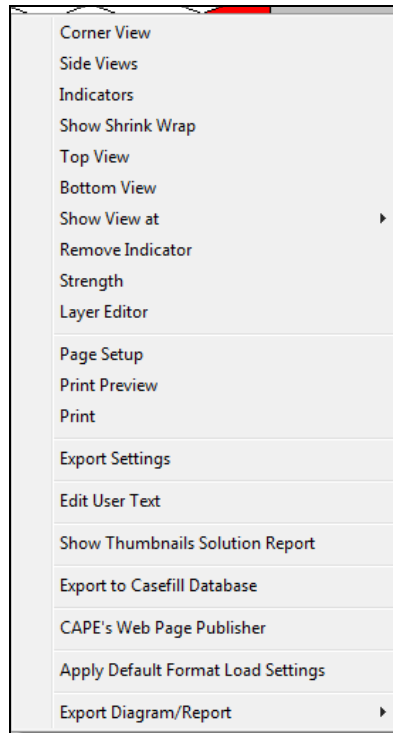 Corner View
Side Views
Indicators
Show Shrink Wrap
Top View
Bottom View
Show View at
Remove Indicator
Strength
Layer Editor
Page Setup
Print Preview
Print
Export Settings
Edit User Text
Show Thumbnails Solution Report
Export to Casefill Database
CAPE's Web Page Publisher
Apply Default Format Load Settings
Export Diagram/Report